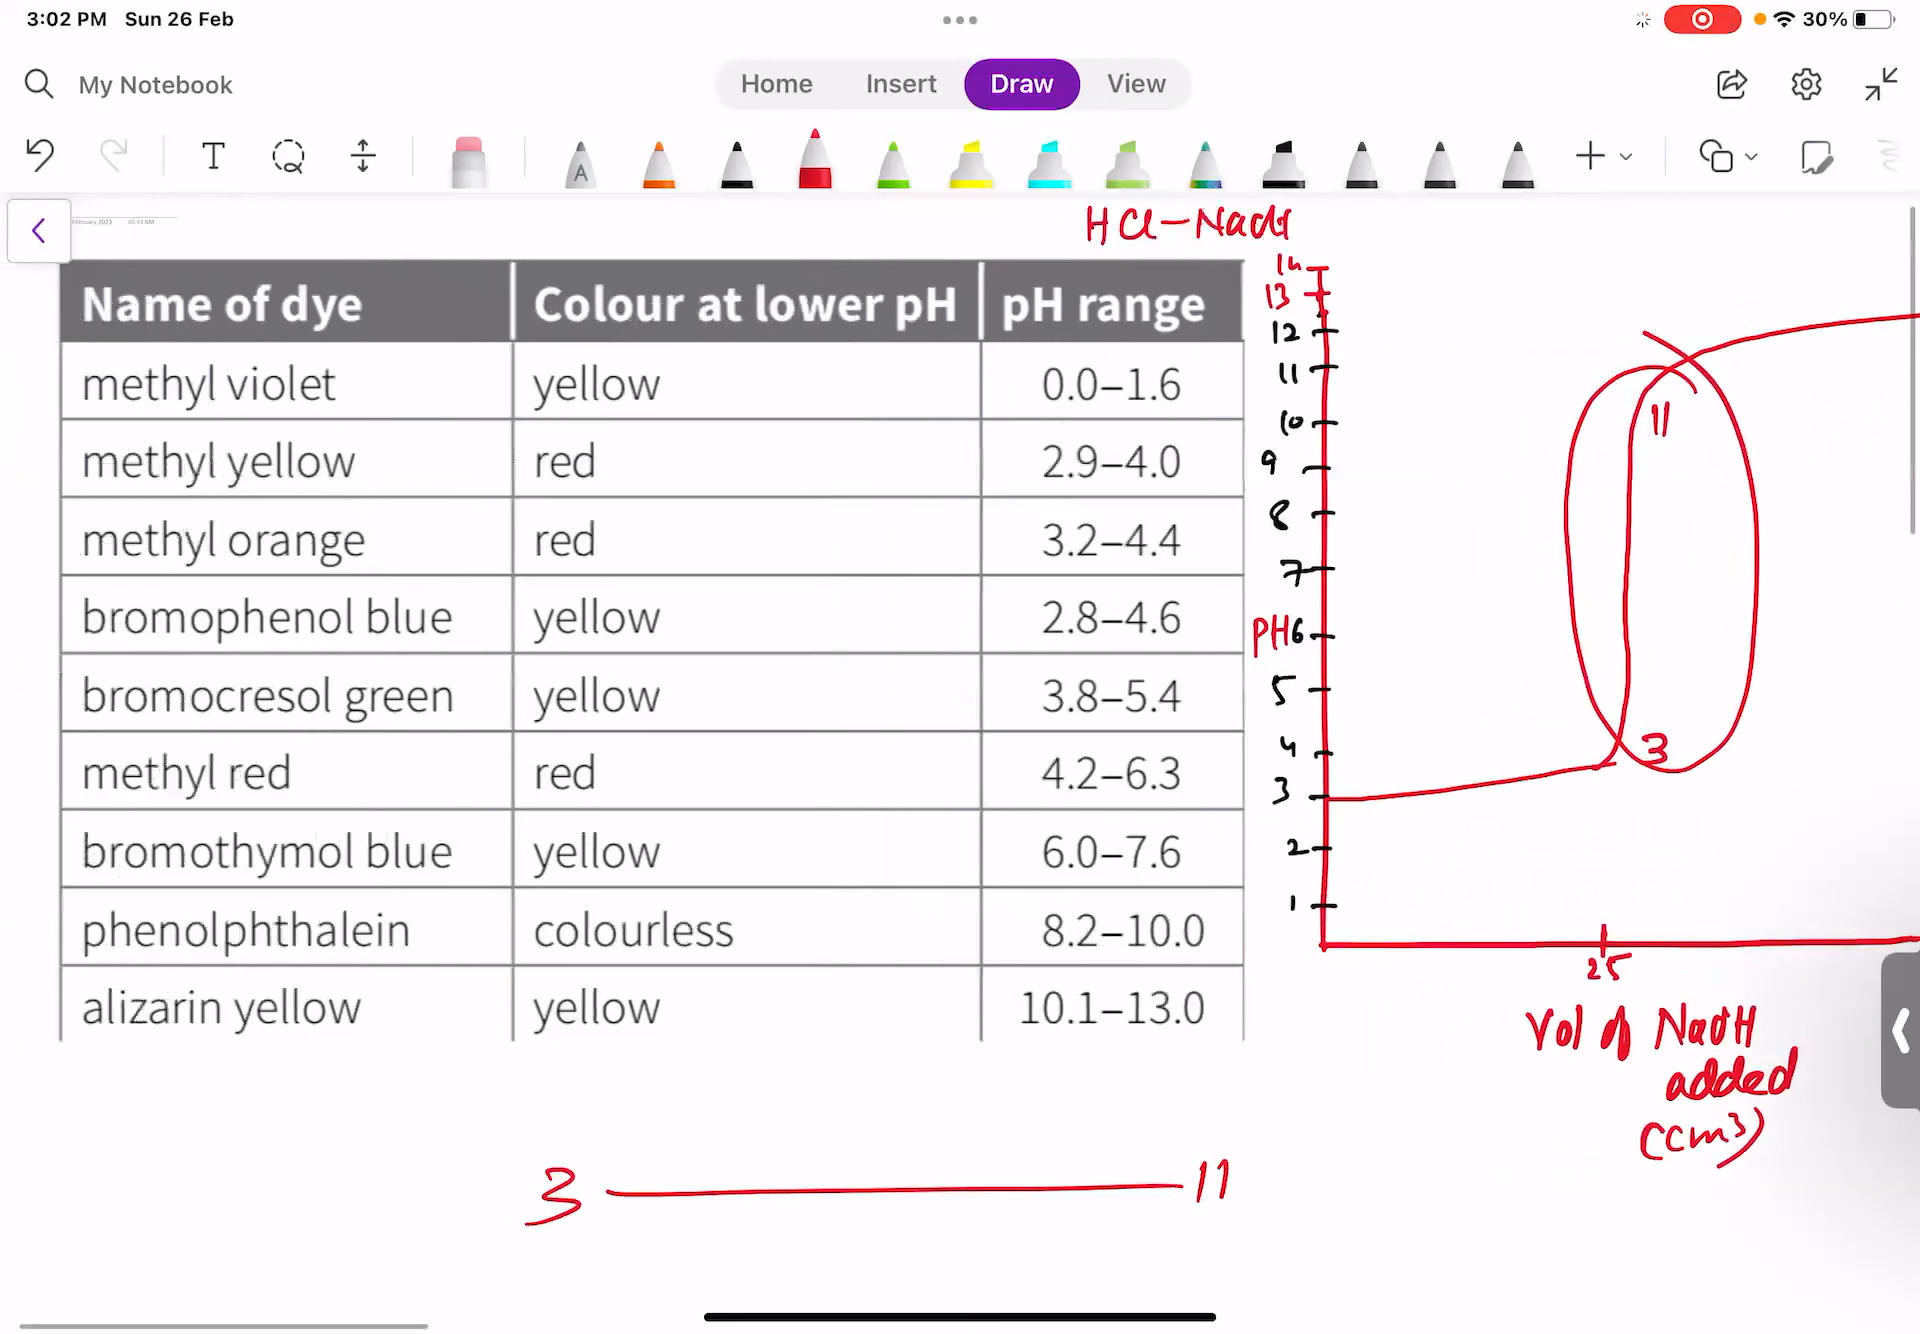 3:02 PM Sun 26 Feb
30%
My Notebook
Home Insert Draw View
T
A
February 2023 10:13 AM
HCl-NaOH
Name of dye Colour at lower pH pH range
methyl violet yellow 0.0–1.6
methyl yellow red 2.9–4.0
methyl orange red 3.2–4.4
bromophenol blue yellow 2.8–4.6
bromocresol green yellow 3.8–5.4
methyl red red 4.2–6.3
bromothymol blue yellow 6.0–7.6
phenolphthalein colourless 8.2–10.0
alizarin yellow yellow 10.1–13.0
14
13
12
11
10
9
8
7
PH6
5
4
3
2
1
11
3
25
Vol of NaOH
added
(cm3)
3 11